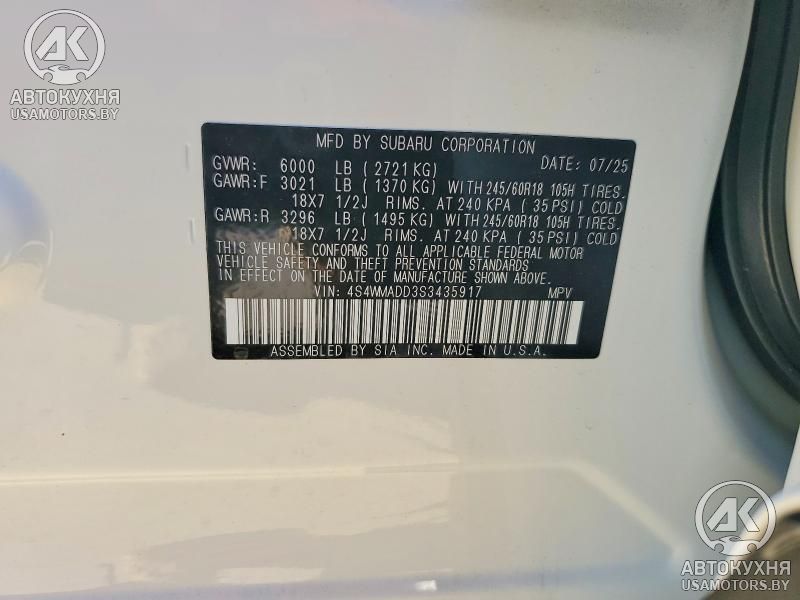 AK
АВТОКУХНЯ
USAMOTORS.BY
MFD BY SUBARU CORPORATION
GVWR: 6000 LB ( 2721 KG) DATE: 07/25
GAWR:F 3021 LB ( 1370 KG) WITH 245/60R18 105H TIRES.
18X7 1/2J RIMS. AT 240 KPA ( 35 PSI) COLD
GAWR:R 3296 LB ( 1495 KG) WITH 245/60R18 105H TIRES.
18X7 1/2J RIMS. AT 240 KPA ( 35 PSI) COLD
THIS VEHICLE CONFORMS TO ALL APPLICABLE FEDERAL MOTOR
VEHICLE SAFETY AND THEFT PREVENTION STANDARDS
IN EFFECT ON THE DATE OF MANUFACTURE SHOWN ABOVE.
VIN: 4S4WMADD3S3435917 MPV
ASSEMBLED BY SIA INC. MADE IN U.S.A.
AK
АВТОКУХНЯ
USAMOTORS.BY